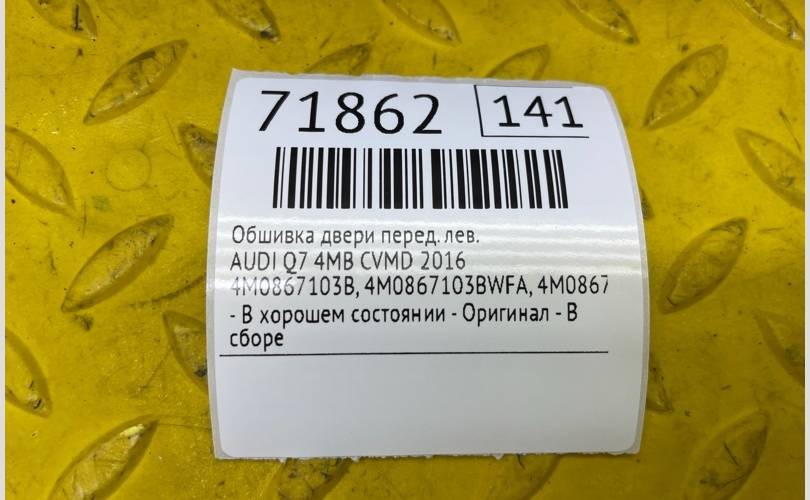 71862 141
Обшивка двери перед. лев.
AUDI Q7 4MB CVMD 2016
4M0867103B, 4M0867103BWFA, 4M0867
- В хорошем состоянии - Оригинал - В
сборе